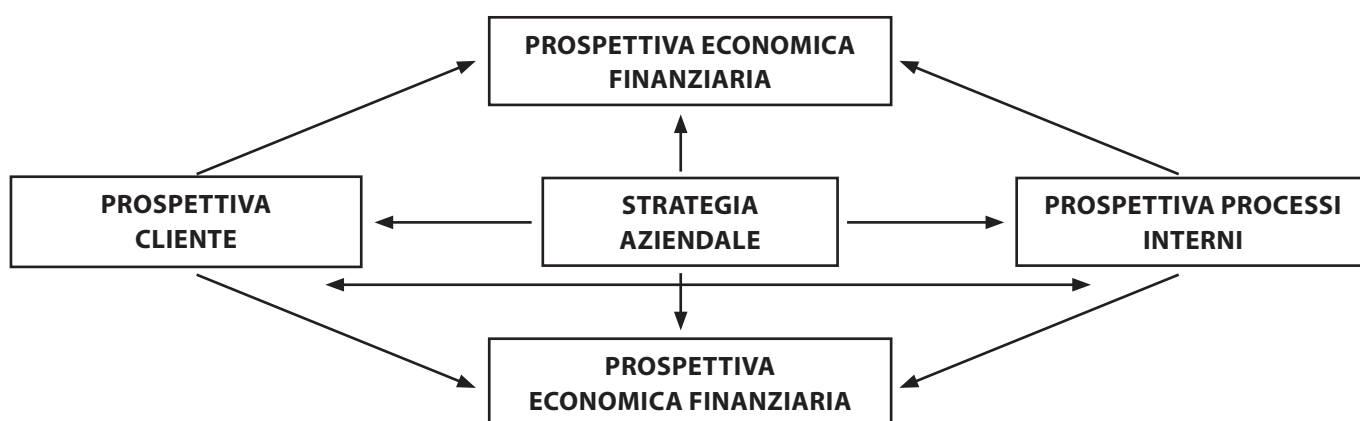 PROSPETTIVA ECONOMICA
FINANZIARIA
PROSPETTIVA
CLIENTE
STRATEGIA
AZIENDALE
PROSPETTIVA PROCESSI
INTERNI
PROSPETTIVA
ECONOMICA FINANZIARIA